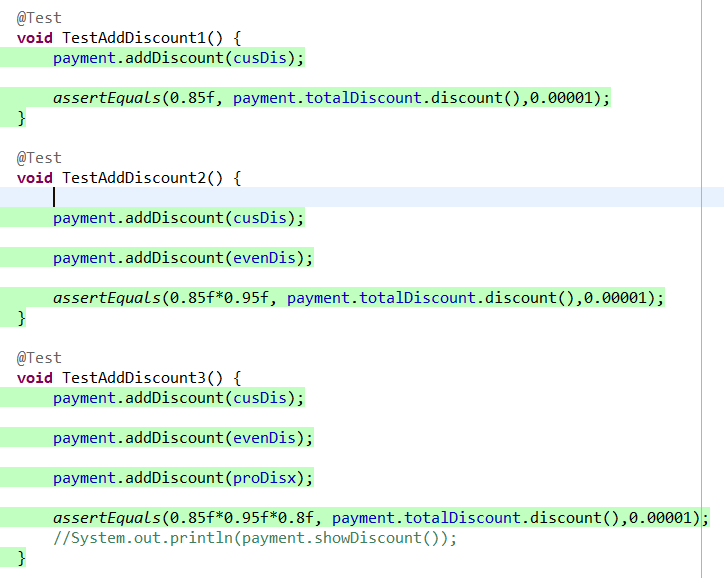 @Test
void TestAddDiscount1() {
payment.addDiscount(cusDis);
assertEquals(0.85f, payment.totalDiscount.discount(),0.00001);
}
@Test
void TestAddDiscount2() {
payment.addDiscount(cusDis);
payment.addDiscount(evenDis);
assertEquals(0.85f*0.95f, payment.totalDiscount.discount(),0.00001);
}
@Test
void TestAddDiscount3() {
payment.addDiscount(cusDis);
payment.addDiscount(evenDis);
payment.addDiscount(proDisx);
assertEquals(0.85f*0.95f*0.8f, payment.totalDiscount.discount(),0.00001);
//System.out.println(payment.showDiscount());
}